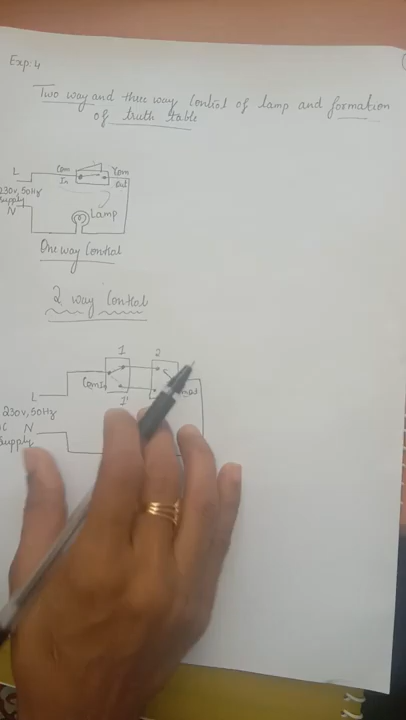 Exp: 4
Two way and three way control of lamp and formation
of truth table
L
Com
In
Com
Out
230v, 50Hz
supply
N
Lamp
One way Control
2 way Control
1
2
Com In
L
1'
230v, 50Hz
N
supply